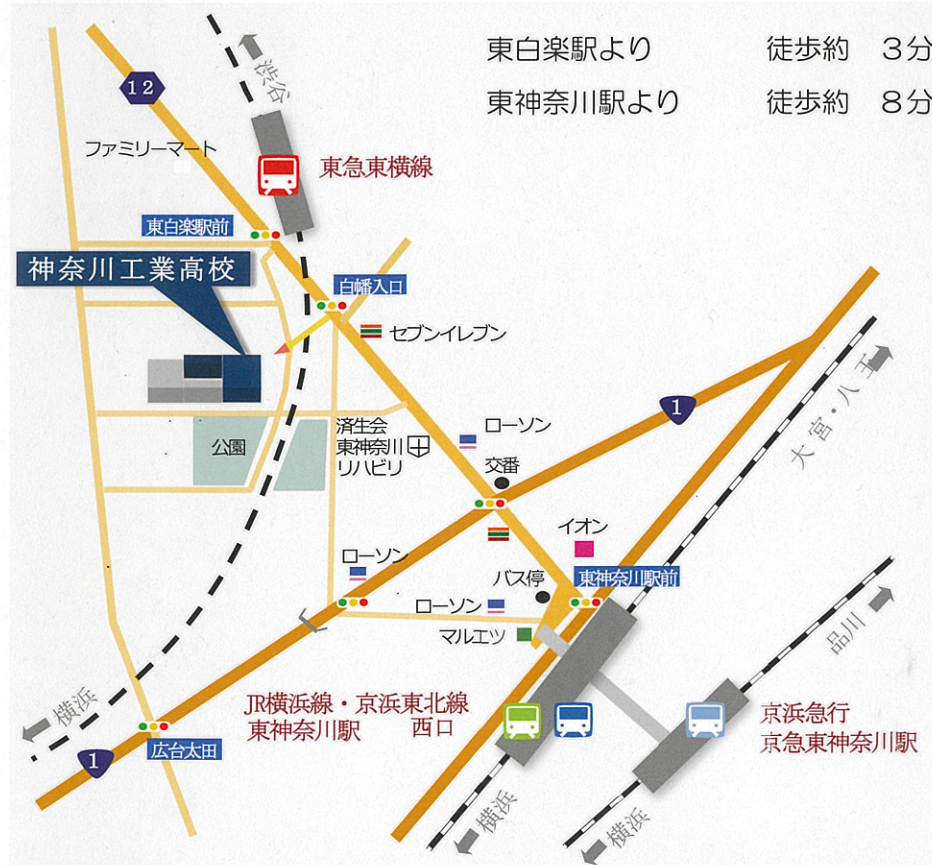 東白楽駅より 徒歩約 3分
東神奈川駅より 徒歩約 8分
12
渋谷
ファミリーマート
東急東横線
東白楽駅前
神奈川工業高校
白幡入口
セブンイレブン
1
大宮・八王
済生会
東神奈川
リハビリ
公園
ローソン
交番
イオン
ローソン
バス停
東神奈川駅前
ローソン
マルエツ
品川
横浜
JR横浜線・京浜東北線
東神奈川駅 西口
京浜急行
京急東神奈川駅
広台太田
1
横浜
横浜